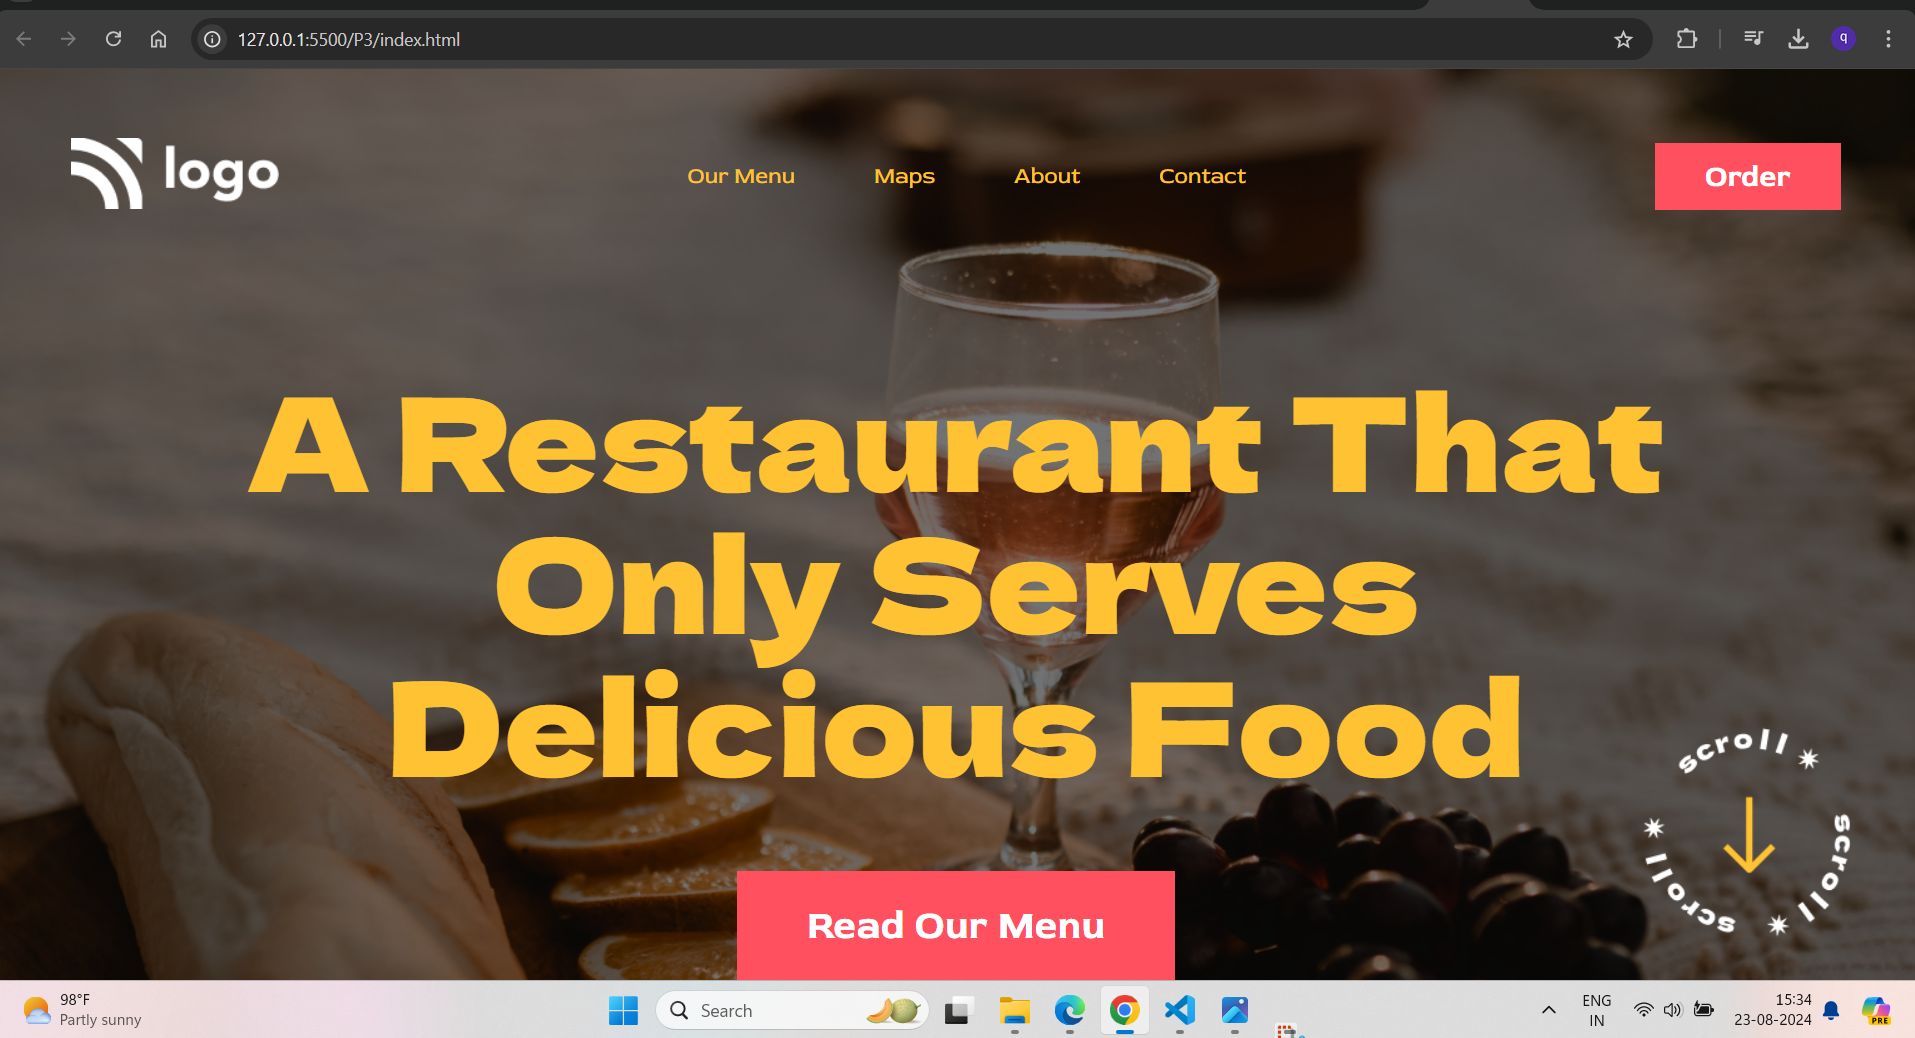 127.0.0.1:5500/P3/index.html
q
logo
Our Menu
Maps
About
Contact
Order
A Restaurant That
Only Serves
Delicious Food
scroll
scroll
scroll
Read Our Menu
98°F
Partly sunny
Search
ENG
IN
15:34
23-08-2024
PRE